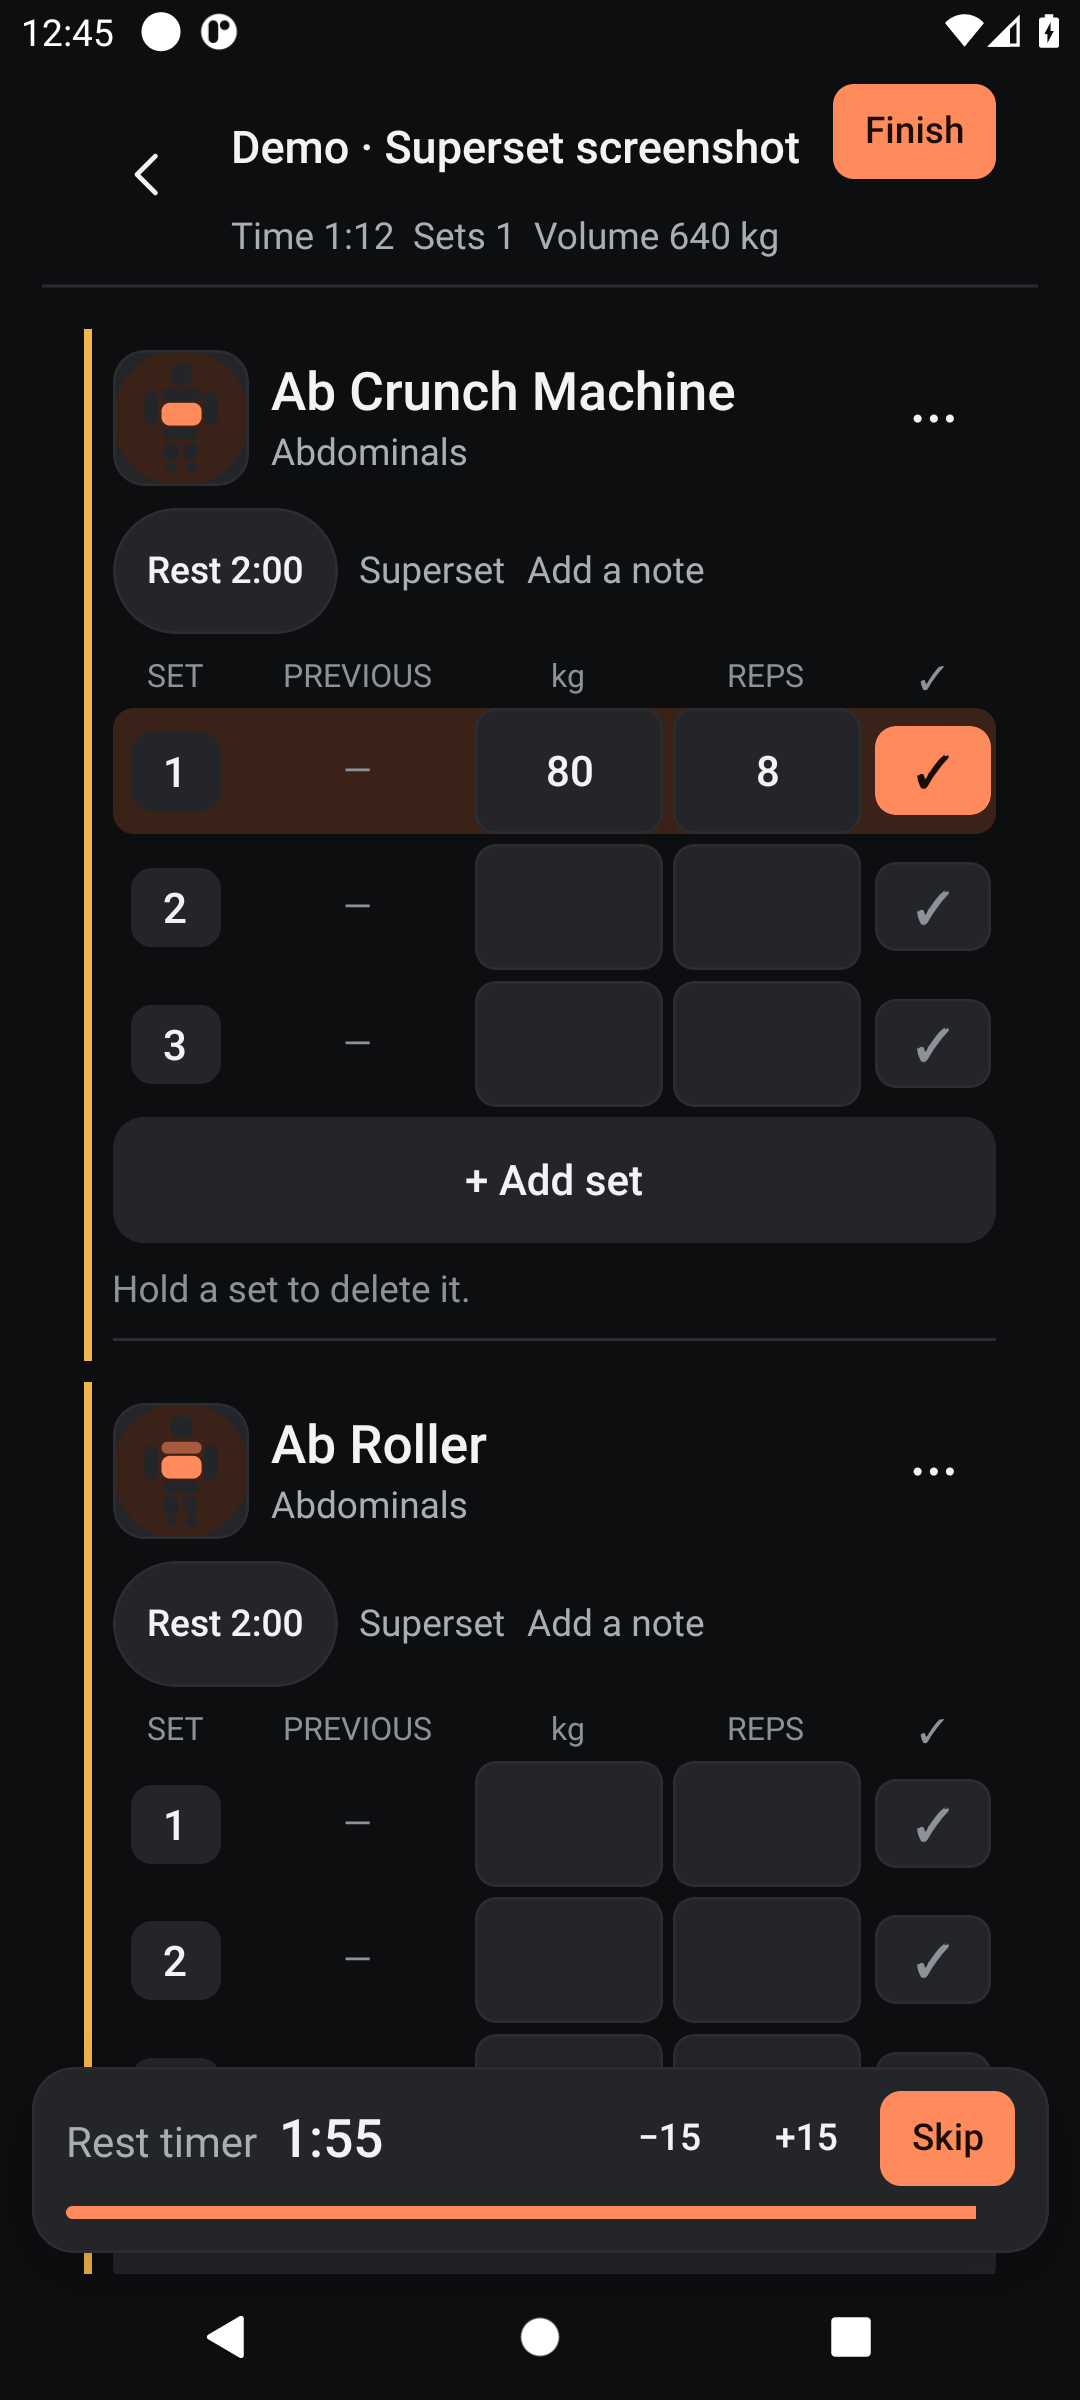 12:45
Demo · Superset screenshot
Finish
Time 1:12 Sets 1 Volume 640 kg
Ab Crunch Machine
...
Abdominals
Rest 2:00 Superset Add a note
SET PREVIOUS kg REPS ✓
1 – 80 8 ✓
2 – ✓
3 – ✓
+ Add set
Hold a set to delete it.
Ab Roller
...
Abdominals
Rest 2:00 Superset Add a note
SET PREVIOUS kg REPS ✓
1 – ✓
2 – ✓
Rest timer 1:55 −15 +15 Skip